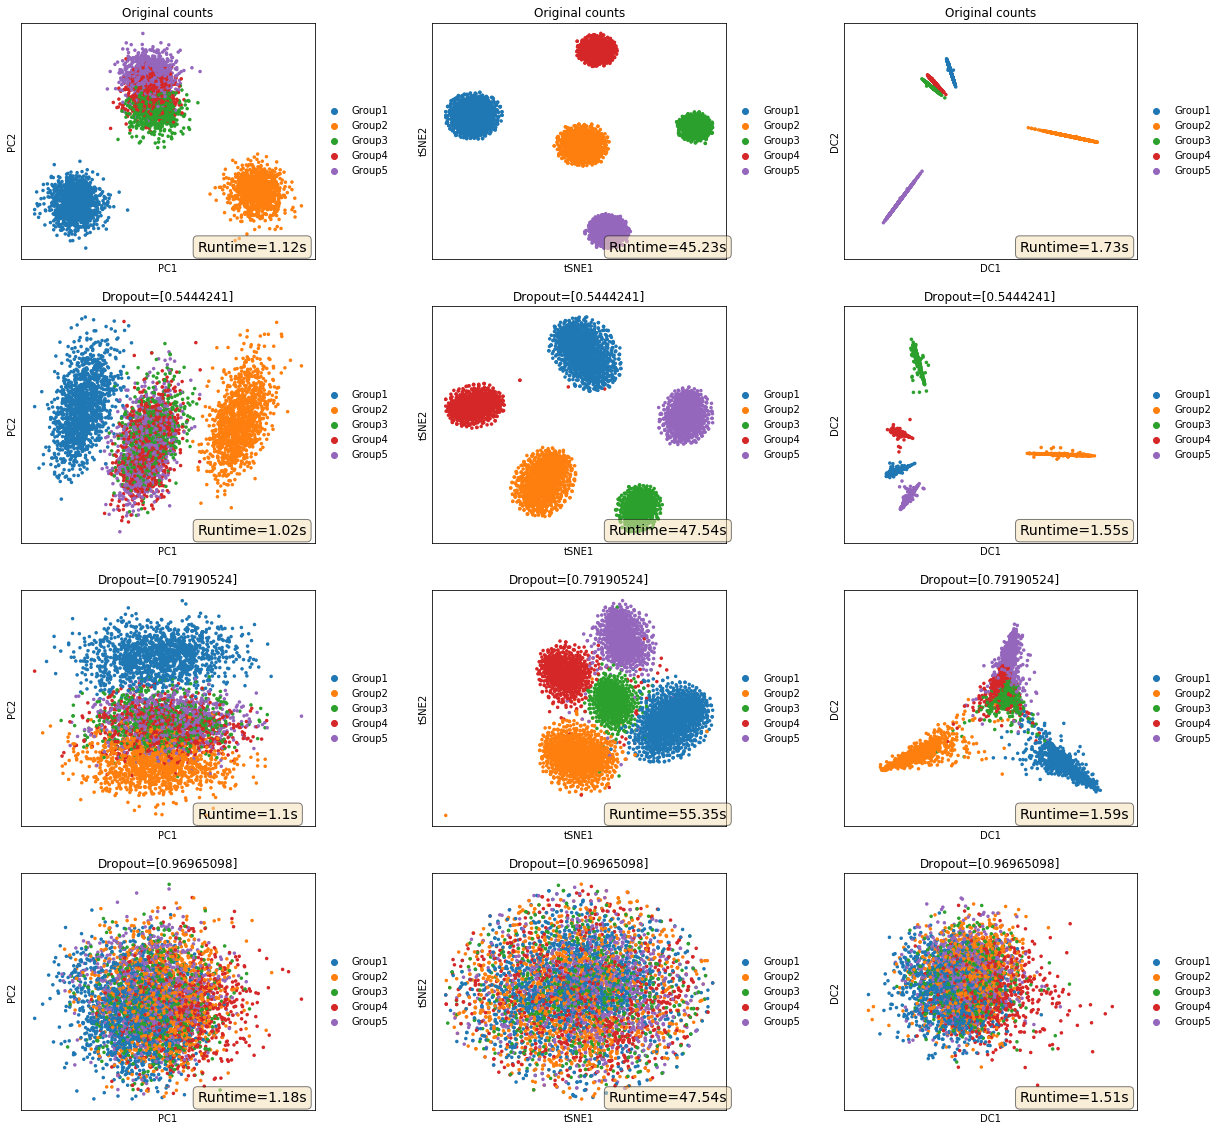 Original counts
PC2
PC1
Runtime=1.12s
Group1
Group2
Group3
Group4
Group5
Original counts
tSNE2
tSNE1
Runtime=45.23s
Group1
Group2
Group3
Group4
Group5
Original counts
DC2
DC1
Runtime=1.73s
Group1
Group2
Group3
Group4
Group5
Dropout=[0.5444241]
PC2
PC1
Runtime=1.02s
Group1
Group2
Group3
Group4
Group5
Dropout=[0.5444241]
tSNE2
tSNE1
Runtime=47.54s
Group1
Group2
Group3
Group4
Group5
Dropout=[0.5444241]
DC2
DC1
Runtime=1.55s
Group1
Group2
Group3
Group4
Group5
Dropout=[0.79190524]
PC2
PC1
Runtime=1.1s
Group1
Group2
Group3
Group4
Group5
Dropout=[0.79190524]
tSNE2
tSNE1
Runtime=55.35s
Group1
Group2
Group3
Group4
Group5
Dropout=[0.79190524]
DC2
DC1
Runtime=1.59s
Group1
Group2
Group3
Group4
Group5
Dropout=[0.96965098]
PC2
PC1
Runtime=1.18s
Group1
Group2
Group3
Group4
Group5
Dropout=[0.96965098]
tSNE2
tSNE1
Runtime=47.54s
Group1
Group2
Group3
Group4
Group5
Dropout=[0.96965098]
DC2
DC1
Runtime=1.51s
Group1
Group2
Group3
Group4
Group5